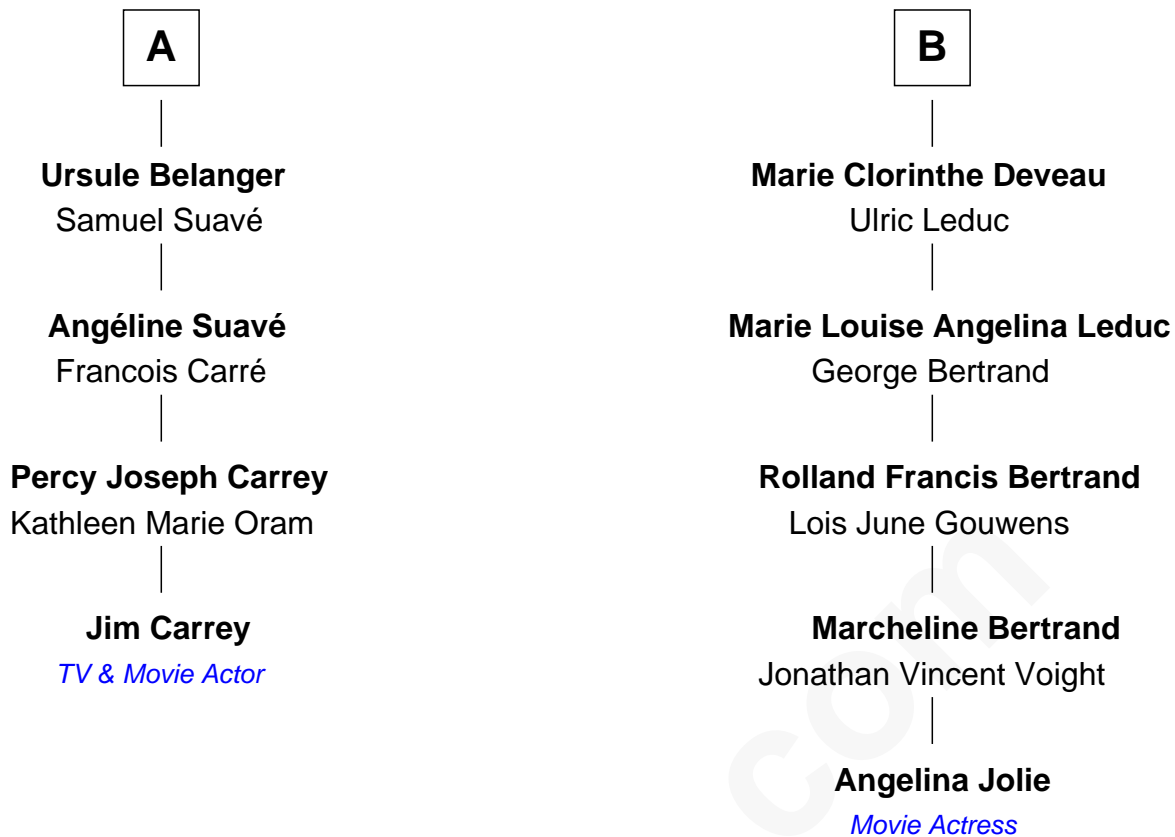 A
Ursule Belanger
Samuel Suavé
Angéline Suavé
Francois Carré
Percy Joseph Carrey
Kathleen Marie Oram
Jim Carrey
TV & Movie Actor
B
Marie Clorinthe Deveau
Ulric Leduc
Marie Louise Angelina Leduc
George Bertrand
Rolland Francis Bertrand
Lois June Gouwens
Marcheline Bertrand
Jonathan Vincent Voight
Angelina Jolie
Movie Actress
com